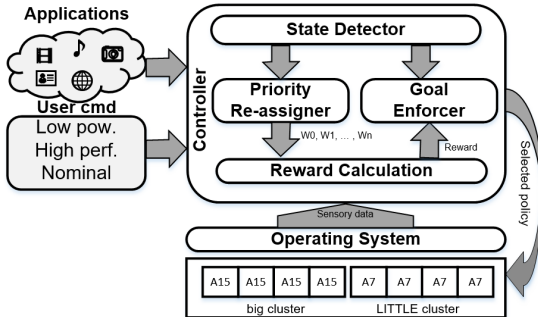 Applications
User cmd
Low pow.
High perf.
Nominal
Controller
State Detector
Priority
Re-assigner
Goal
Enforcer
W0, W1, ... , Wn
Reward
Reward Calculation
Selected policy
Sensory data
Operating System
A15 A15 A15 A15 A7 A7 A7 A7
big cluster LITTLE cluster